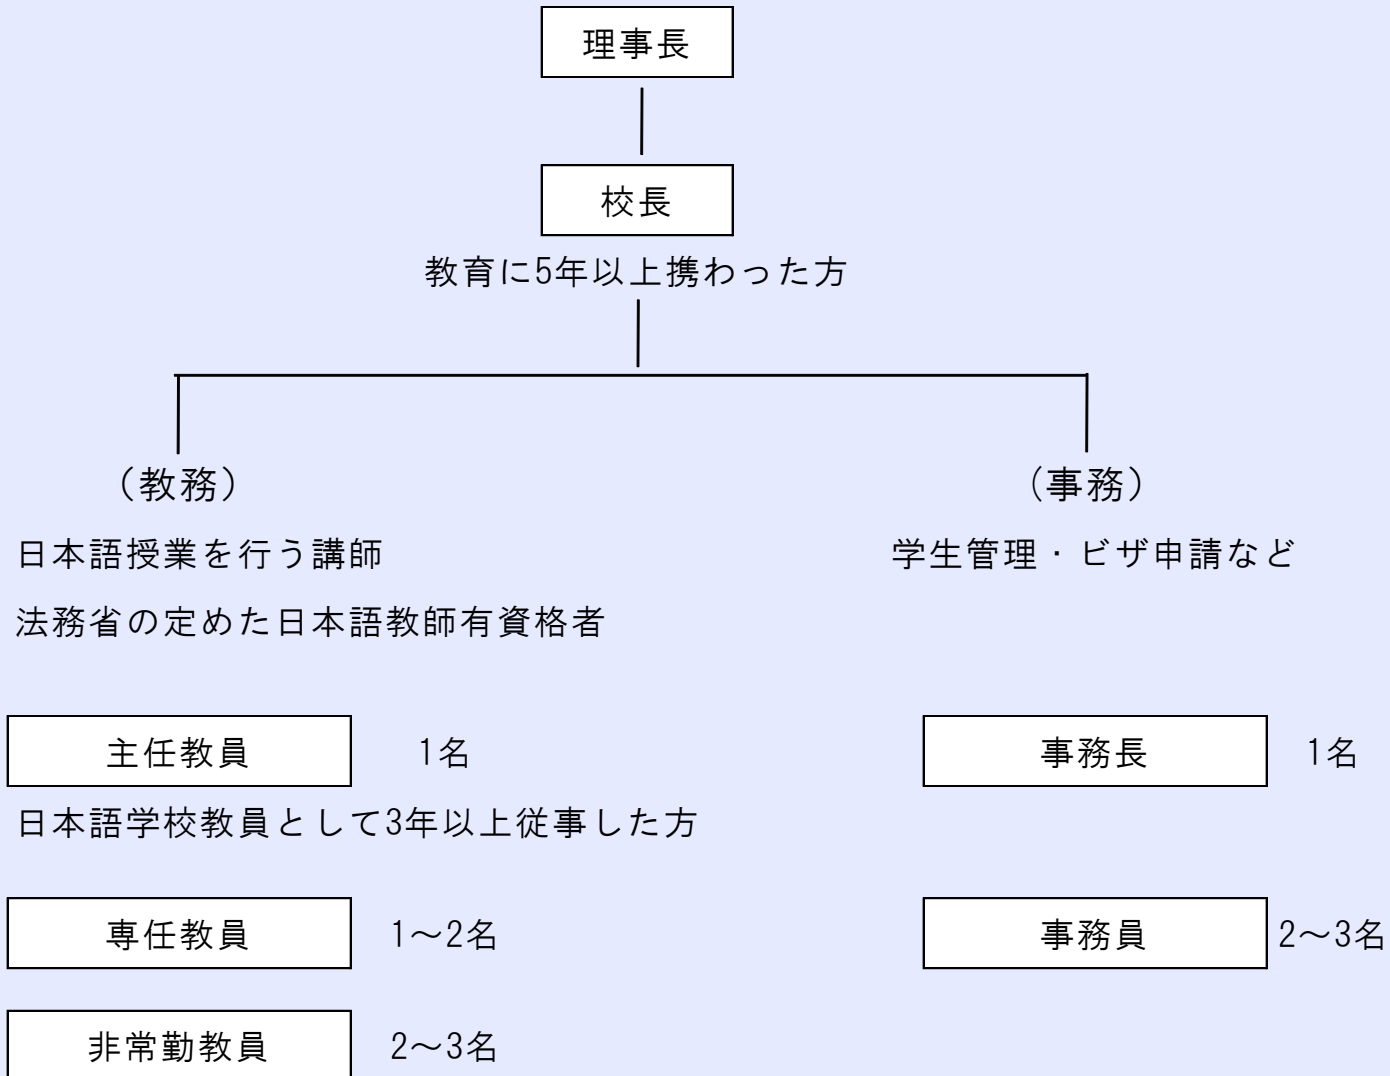 理事長
校長
教育に5年以上携わった方
（教務）
（事務）
日本語授業を行う講師
学生管理・ビザ申請など
法務省の定めた日本語教師有資格者
主任教員
1名
事務長
1名
日本語学校教員として3年以上従事した方
専任教員
1～2名
事務員
2～3名
非常勤教員
2～3名